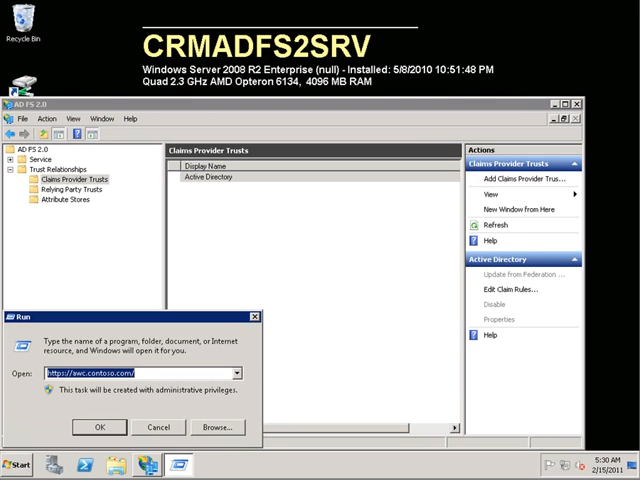 Recycle Bin
CRMADFS2SRV
Windows Server 2008 R2 Enterprise (null) - Installed: 5/8/2010 10:51:48 PM
Quad 2.3 GHz AMD Opteron 6134, 4096 MB RAM
AD FS 2.0
File Action View Window Help
AD FS 2.0
Service
Trust Relationships
Claims Provider Trusts
Relying Party Trusts
Attribute Stores
Claims Provider Trusts
Display Name
Active Directory
Actions
Claims Provider Trusts
Add Claims Provider Trus...
View
New Window from Here
Refresh
Help
Active Directory
Update from Federation ...
Edit Claim Rules...
Disable
Properties
Help
Run
Type the name of a program, folder, document, or Internet
resource, and Windows will open it for you.
Open: https://awc.contoso.com/
This task will be created with administrative privileges.
OK Cancel Browse...
Start
5:30 AM
2/15/2011